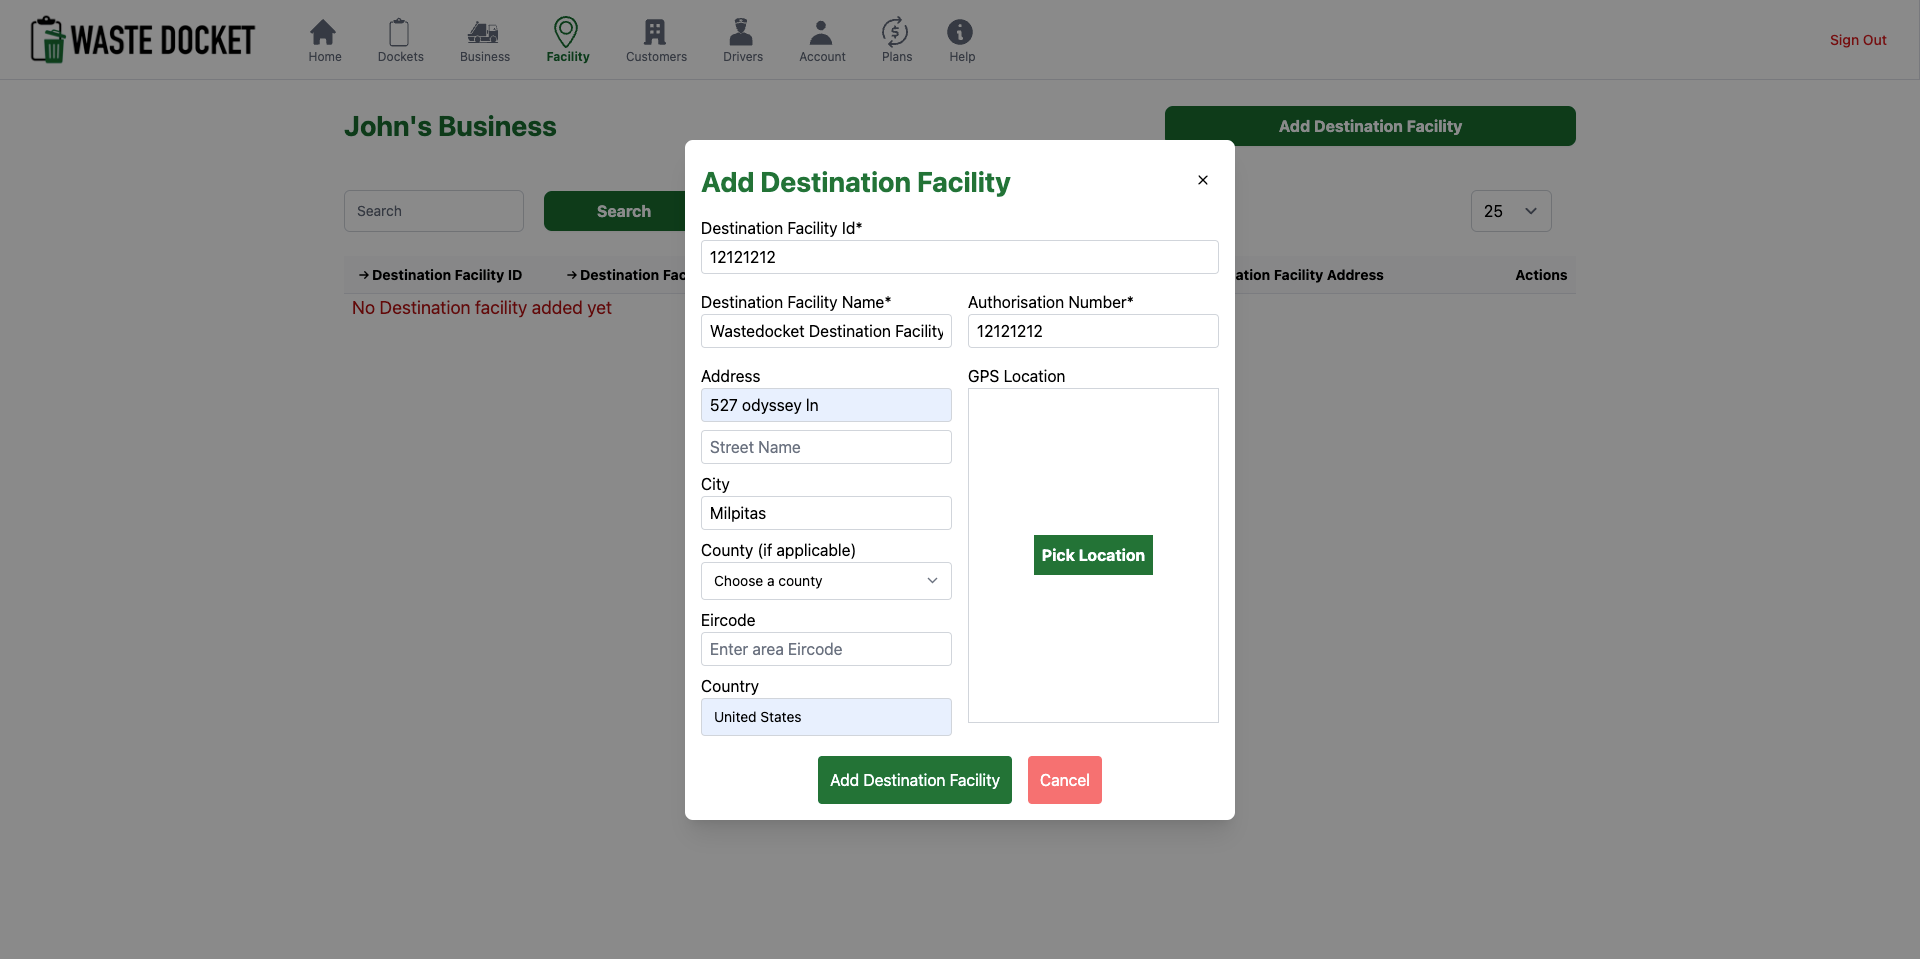 WASTE DOCKET
Home
Dockets
Business
Facility
Customers
Drivers
Account
Plans
Help
Sign Out
John's Business
Add Destination Facility
Search
Search
25
Destination Facility ID
Destination Fac
ation Facility Address
Actions
No Destination facility added yet
Add Destination Facility
Destination Facility Id*
12121212
Destination Facility Name*
Wastedocket Destination Facility
Authorisation Number*
12121212
Address
527 odyssey ln
Street Name
City
Milpitas
County (if applicable)
Choose a county
Eircode
Enter area Eircode
Country
United States
GPS Location
Pick Location
Add Destination Facility
Cancel